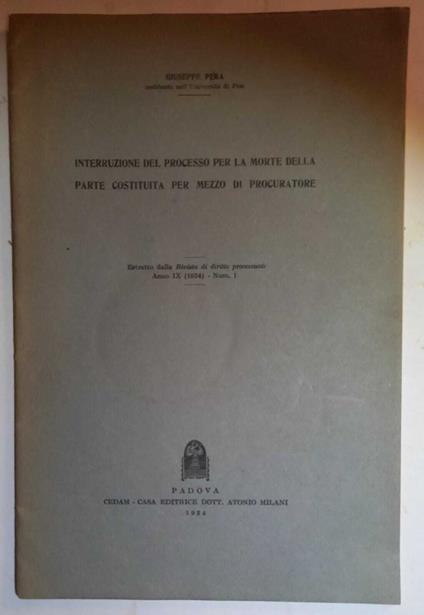 GIUSEPPE PERA
assistente nell'Università di Pisa
INTERRUZIONE DEL PROCESSO PER LA MORTE DELLA
PARTE COSTITUITA PER MEZZO DI PROCURATORE
Estratto dalla Rivista di diritto processuale
Anno IX (1954) - Num. 1
PADOVA
CEDAM - CASA EDITRICE DOTT. ATONIO MILANI
1954